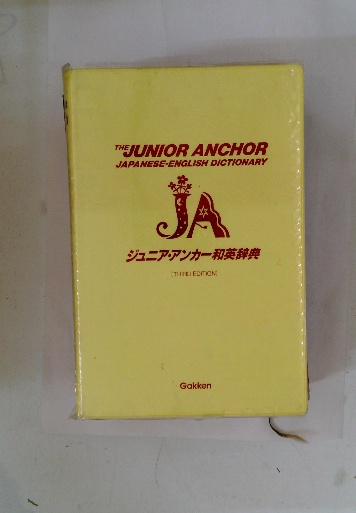 THE JUNIOR ANCHOR
JAPANESE-ENGLISH DICTIONARY
JA
ジュニア・アンカー和英辞典
[THIRD EDITION]
Gakken